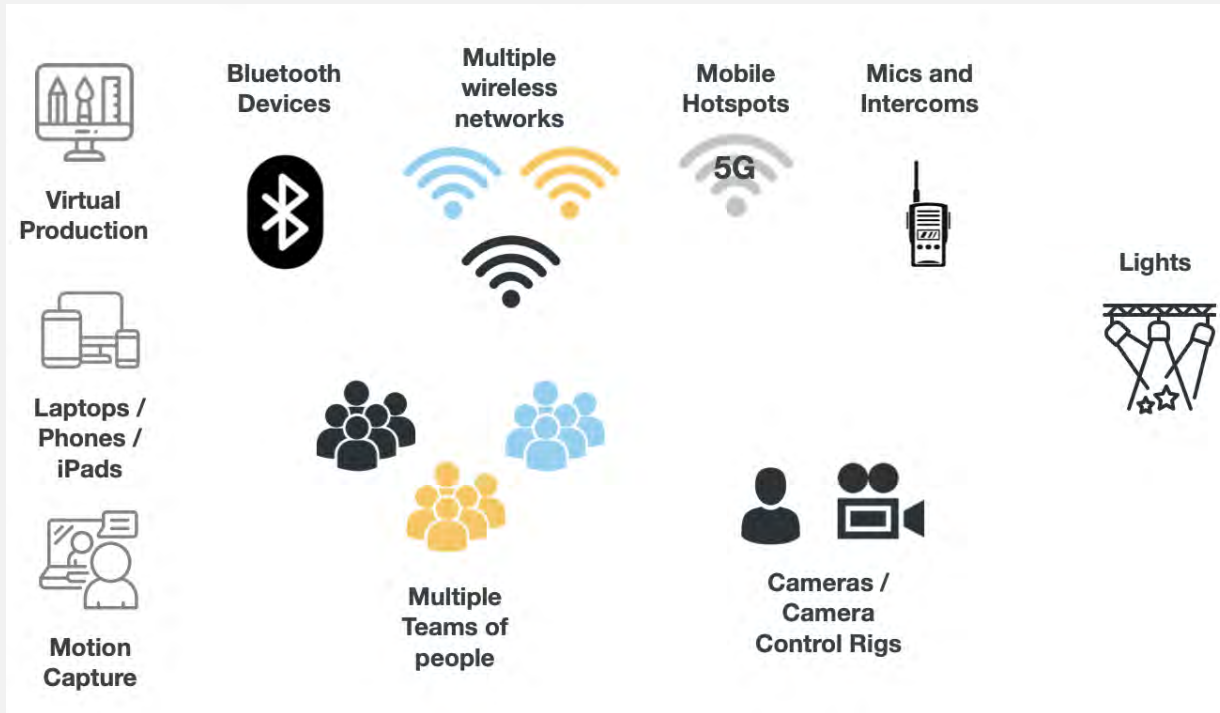 Virtual
Production
Laptops /
Phones /
iPads
Motion
Capture
Bluetooth
Devices
Multiple
wireless
networks
Mobile
Hotspots
5G
Mics and
Intercoms
Lights
Multiple
Teams of
people
Cameras /
Camera
Control Rigs